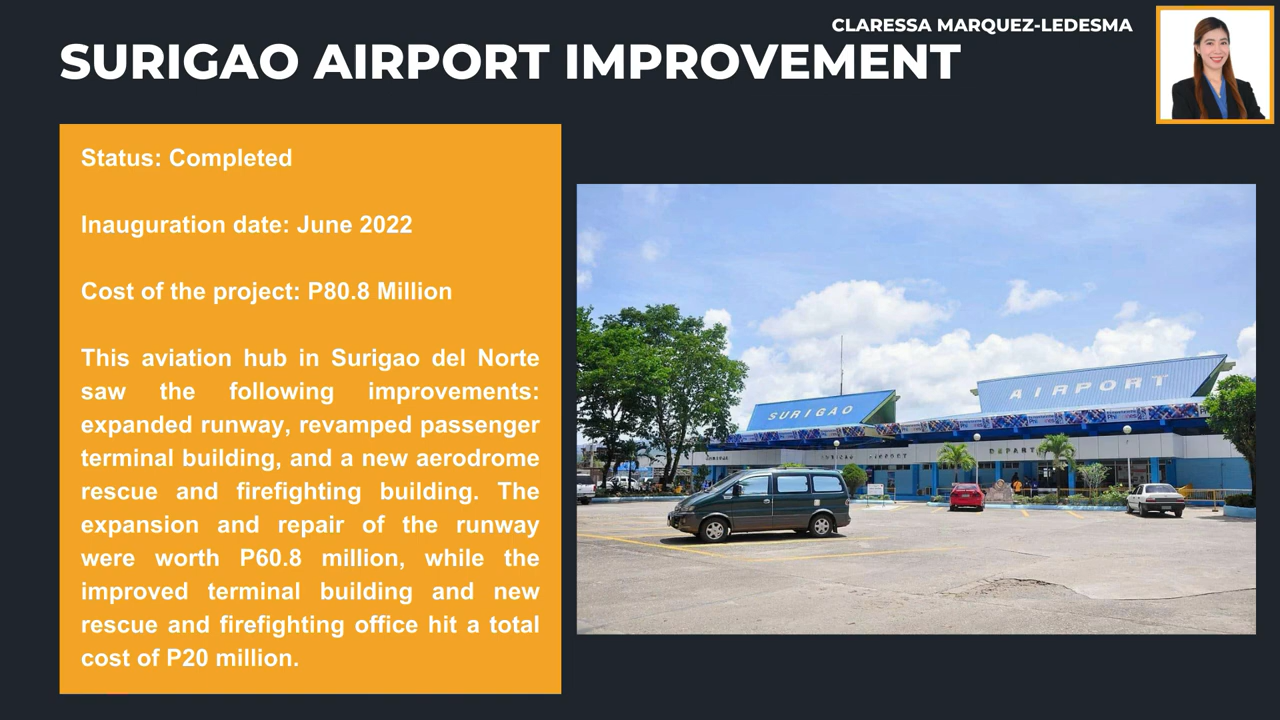 CLARESSA MARQUEZ-LEDESMA
SURIGAO AIRPORT IMPROVEMENT
Status: Completed
Inauguration date: June 2022
Cost of the project: P80.8 Million
This aviation hub in Surigao del Norte
saw the following improvements:
expanded runway, revamped passenger
terminal building, and a new aerodrome
rescue and firefighting building. The
expansion and repair of the runway
were worth P60.8 million, while the
improved terminal building and new
rescue and firefighting office hit a total
cost of P20 million.
SURIGAO
AIRPORT